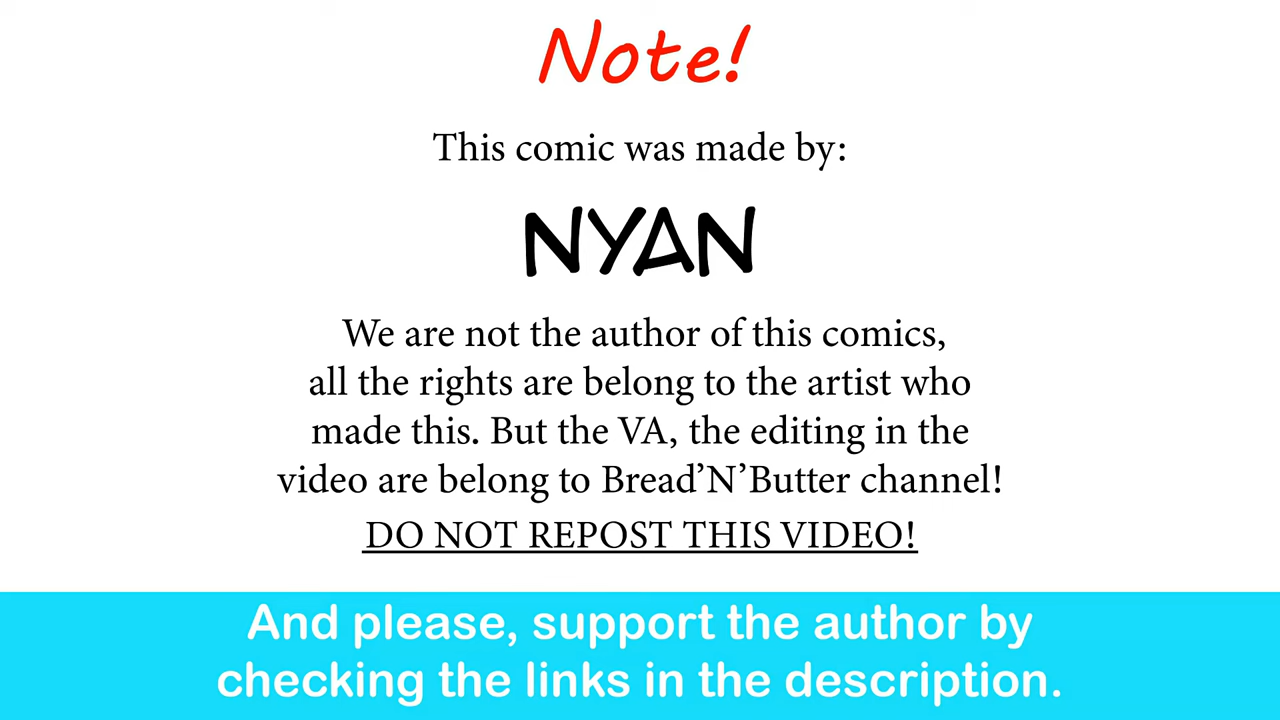 Note!
This comic was made by:
NYAN
We are not the author of this comics,
all the rights are belong to the artist who
made this. But the VA, the editing in the
video are belong to Bread’N’Butter channel!
DO NOT REPOST THIS VIDEO!
And please, support the author by
checking the links in the description.